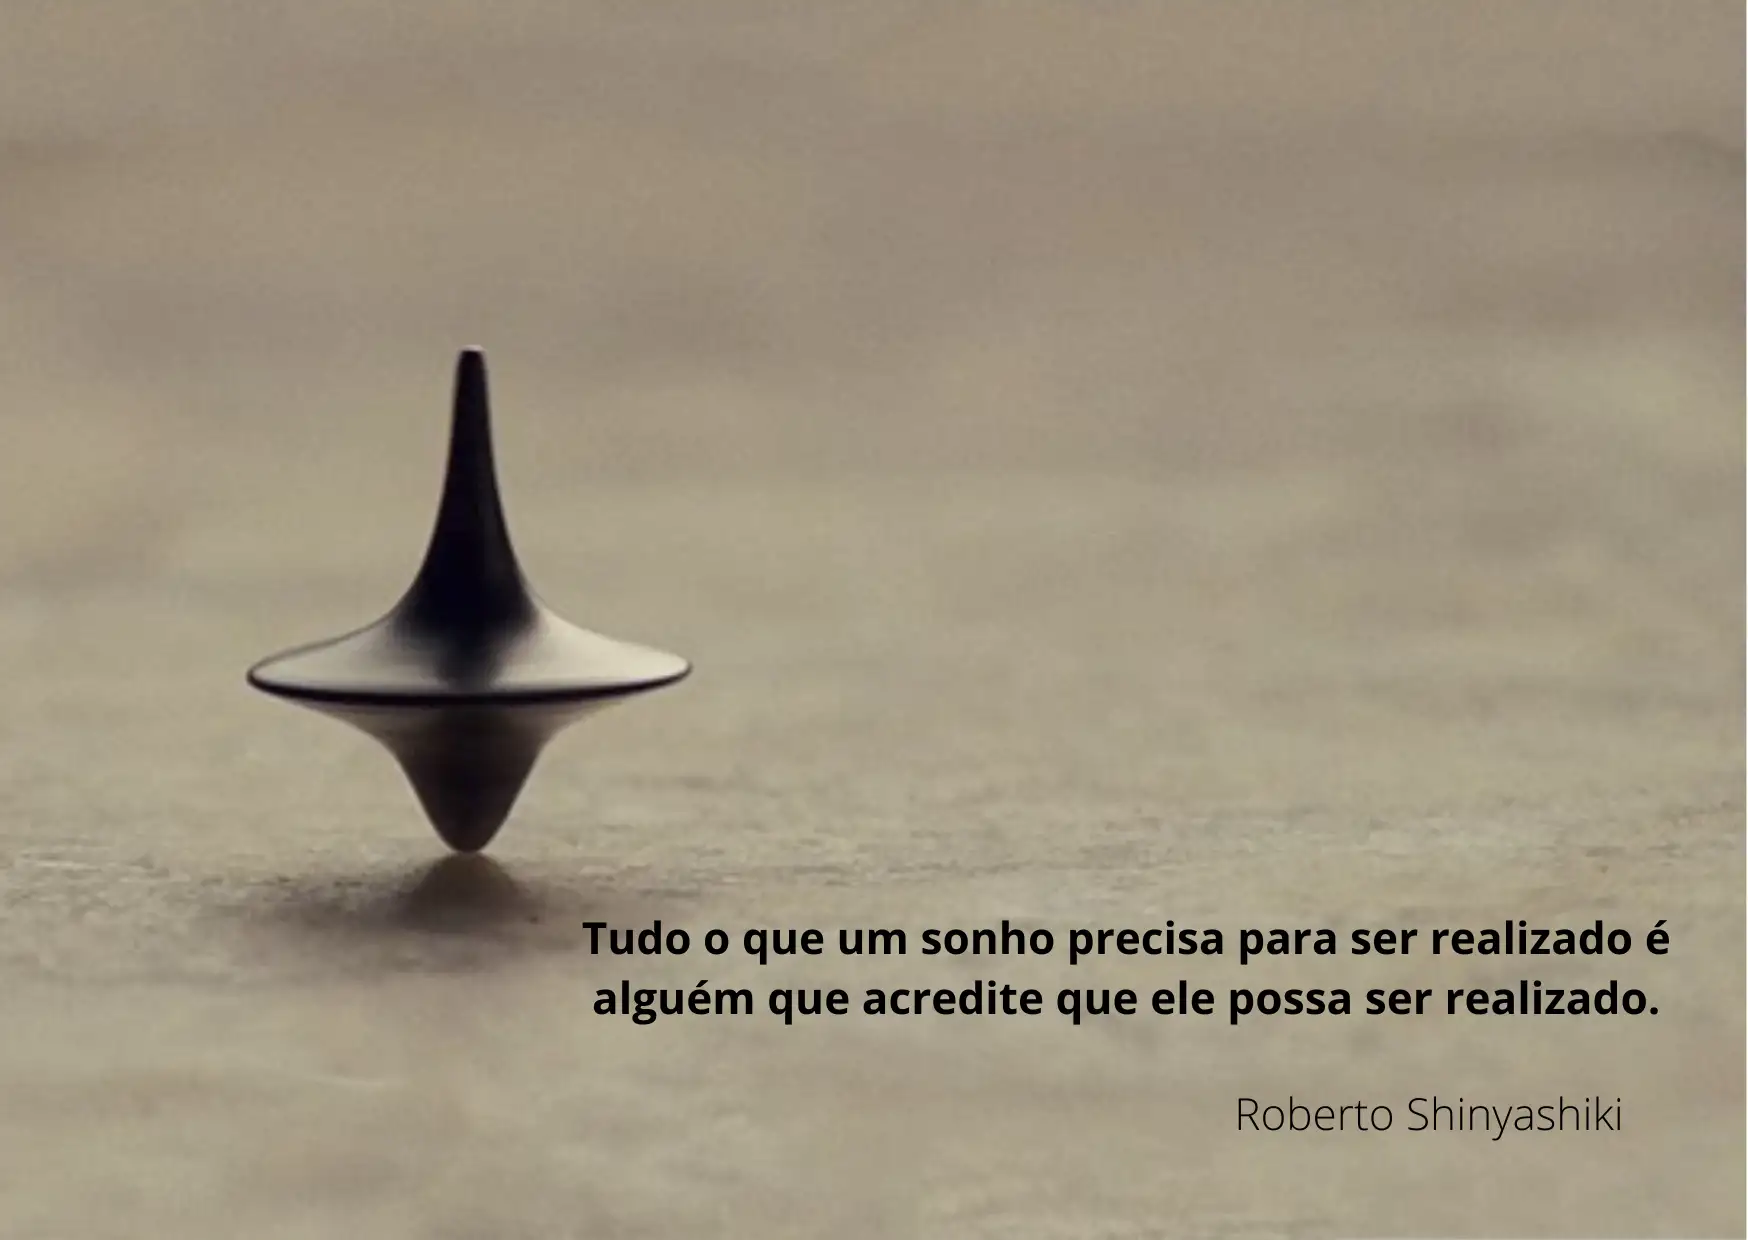 Tudo o que um sonho precisa para ser realizado é
alguém que acredite que ele possa ser realizado.
Roberto Shinyashiki